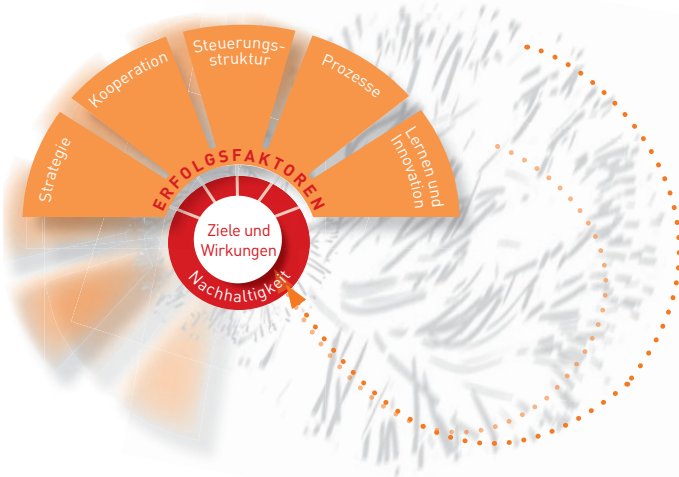 Strategie
Kooperation
Steuerungs-
struktur
Prozesse
Lernen und
Innovation
ERFOLGSFAKTOREN
Ziele und
Wirkungen
Nachhaltigkeit